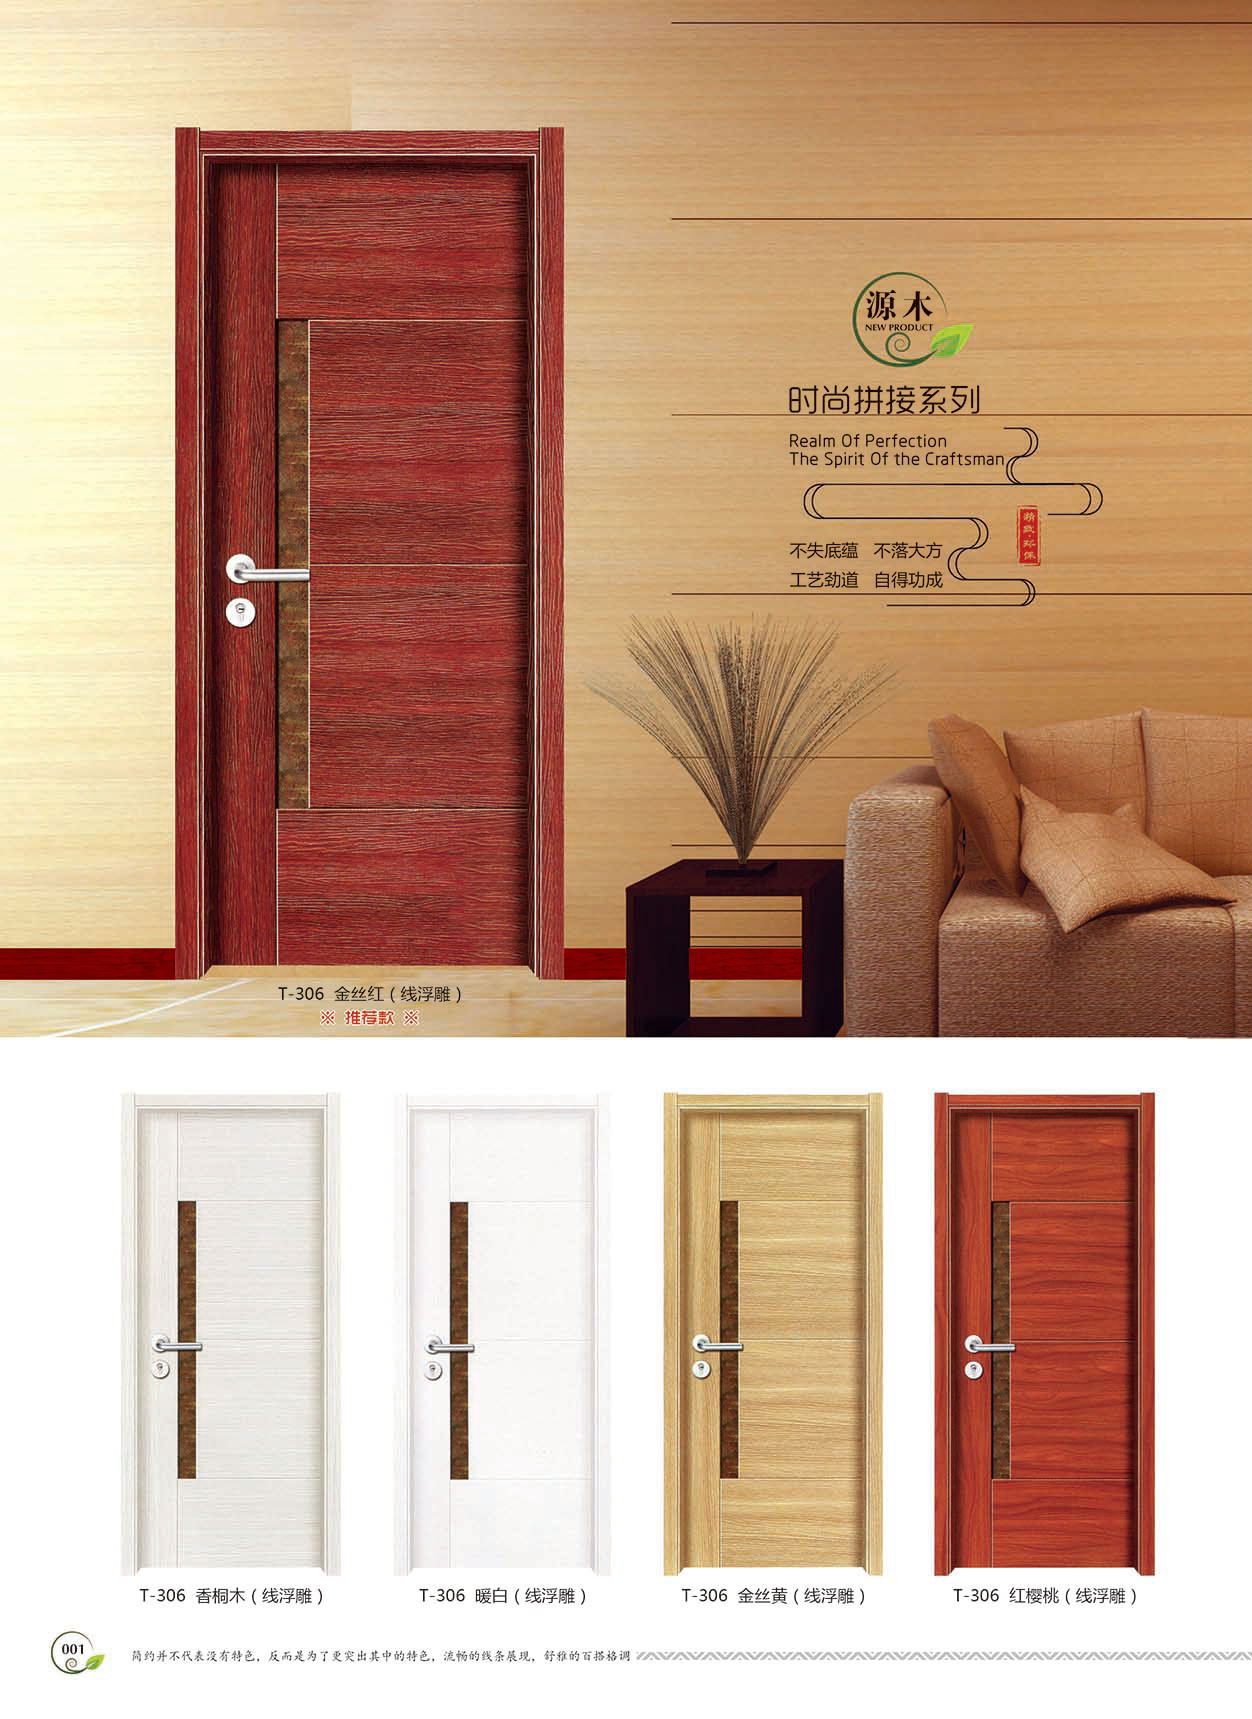 源木
NEW PRODUCT
时尚拼接系列
Realm Of Perfection
The Spirit Of the Craftsman
精致·环保
不失底蕴 不落大方
工艺劲道 自得功成
T-306 金丝红（线浮雕）
※ 推荐款 ※
T-306 香桐木（线浮雕）
T-306 暖白（线浮雕）
T-306 金丝黄（线浮雕）
T-306 红樱桃（线浮雕）
001
简约并不代表没有特色，反而是为了更突出其中的特色，流畅的线条展现，舒雅的百搭格调